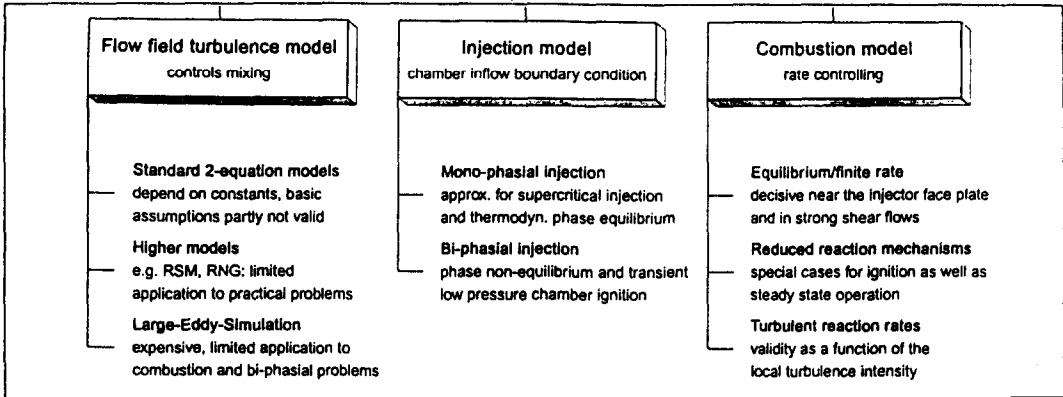 Flow field turbulence model
controls mixing
Standard 2-equation models
depend on constants, basic
assumptions partly not valid
Higher models
e.g. RSM, RNG: limited
application to practical problems
Large-Eddy-Simulation
expensive, limited application to
combustion and bi-phasial problems
Injection model
chamber inflow boundary condition
Mono-phasial injection
approx. for supercritical injection
and thermodyn. phase equilibrium
Bi-phasial injection
phase non-equilibrium and transient
low pressure chamber ignition
Combustion model
rate controlling
Equilibrium/finite rate
decisive near the injector face plate
and in strong shear flows
Reduced reaction mechanisms
special cases for ignition as well as
steady state operation
Turbulent reaction rates
validity as a function of the
local turbulence intensity